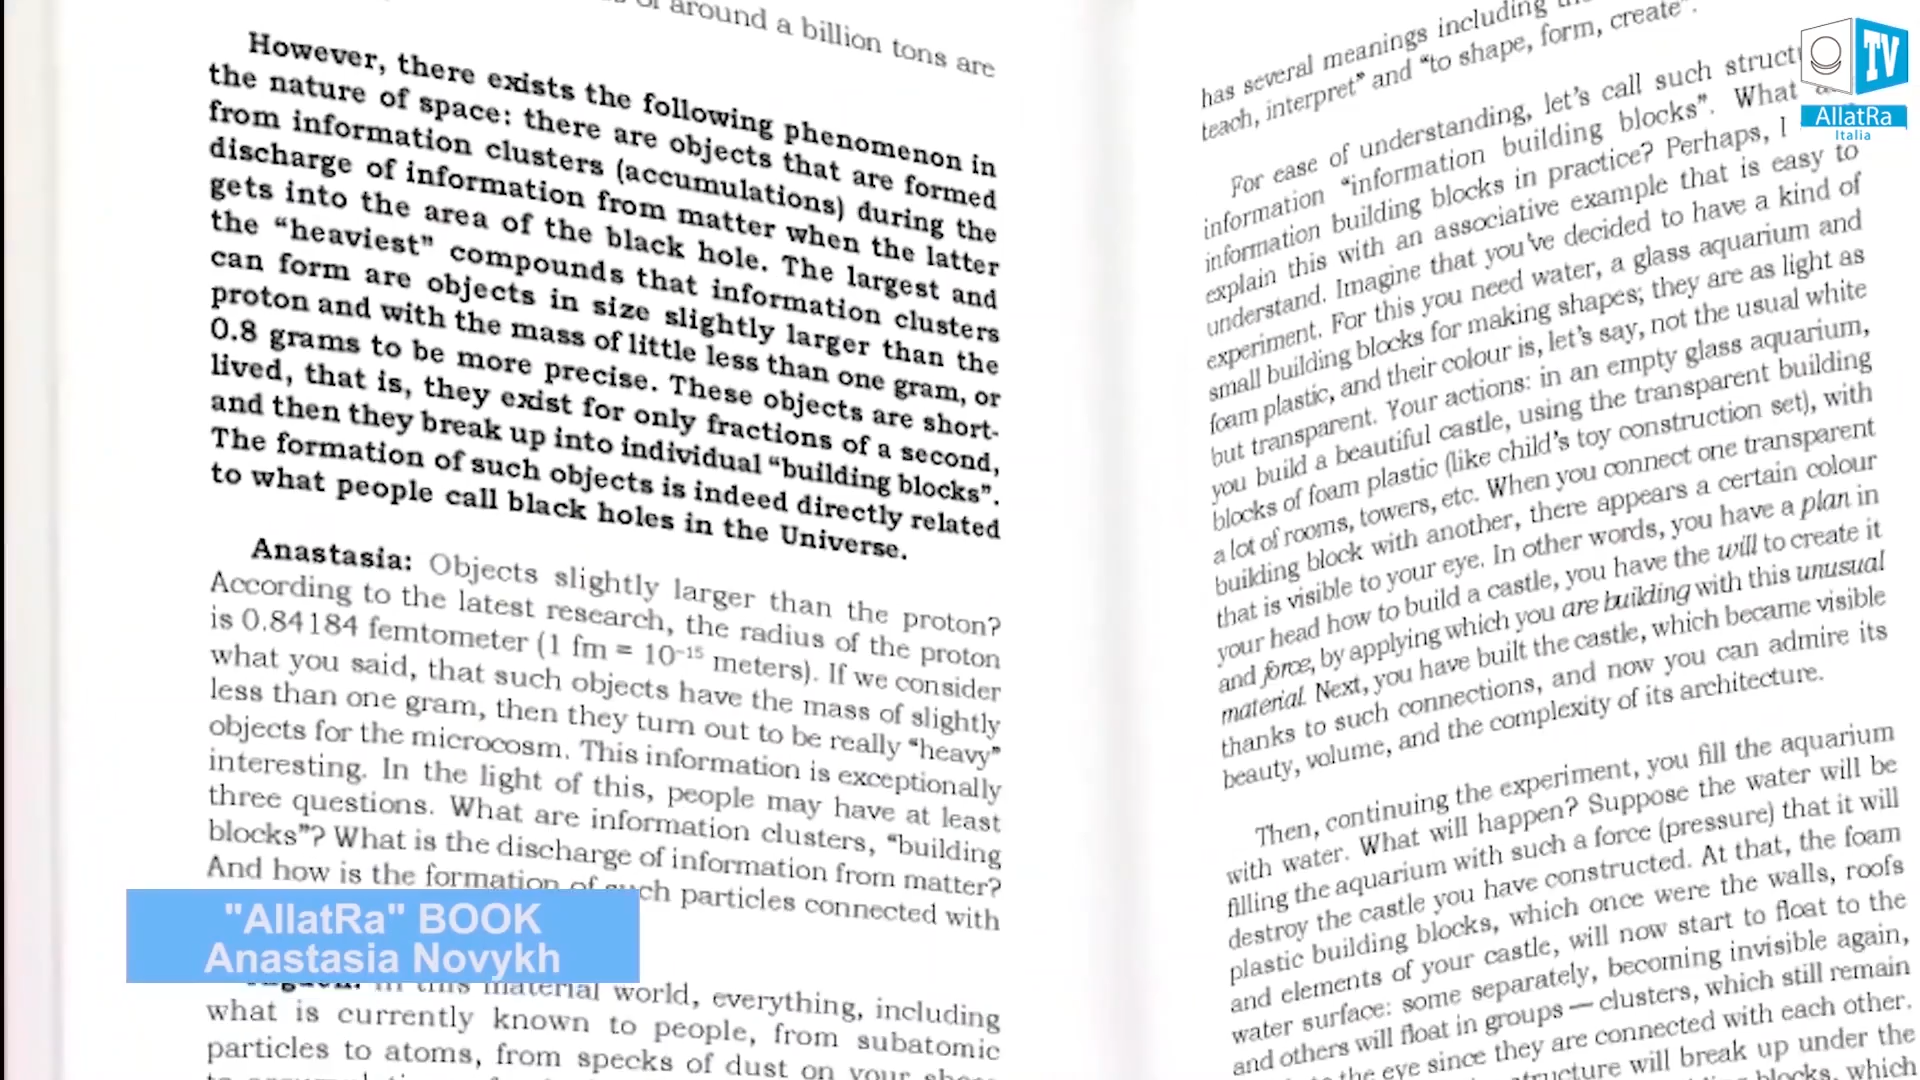 of around a billion tons are
However, there exists the following phenomenon in
the nature of space: there are objects that are formed
from information clusters (accumulations) during the
discharge of information from matter when the latter
gets into the area of the black hole. The largest and
the “heaviest” compounds that information clusters
can form are objects in size slightly larger than the
proton and with the mass of little less than one gram, or
0.8 grams to be more precise. These objects are short-
lived, that is, they exist for only fractions of a second,
and then they break up into individual “building blocks”.
The formation of such objects is indeed directly related
to what people call black holes in the Universe.
Anastasia: Objects slightly larger than the proton?
According to the latest research, the radius of the proton
is 0.84184 femtometer (1 fm = 10⁻¹⁵ meters). If we consider
what you said, that such objects have the mass of slightly
less than one gram, then they turn out to be really “heavy”
objects for the microcosm. This information is exceptionally
interesting. In the light of this, people may have at least
three questions. What are information clusters, “building
blocks”? What is the discharge of information from matter?
And how is the formation of such particles connected with
"AllatRa" BOOK
Anastasia Novykh
in this material world, everything, including
what is currently known to people, from subatomic
particles to atoms, from specks of dust on your
has several meanings including
teach, interpret” and “to shape, form, create”.
For ease of understanding, let’s call such
information “information building blocks”. What
information building blocks in practice? Perhaps, I
explain this with an associative example that is easy to
understand. Imagine that you’ve decided to have a kind of
experiment. For this you need water, a glass aquarium and
small building blocks for making shapes; they are as light as
foam plastic, and their colour is, let’s say, not the usual white
but transparent. Your actions: in an empty glass aquarium,
you build a beautiful castle, using the transparent building
blocks of foam plastic (like child’s toy construction set), with
a lot of rooms, towers, etc. When you connect one transparent
building block with another, there appears a certain colour
that is visible to your eye. In other words, you have a plan in
your head how to build a castle, you have the will to create it
and force, by applying which you are building with this unusual
material. Next, you have built the castle, which became visible
thanks to such connections, and now you can admire its
beauty, volume, and the complexity of its architecture.
Then, continuing the experiment, you fill the aquarium
with water. What will happen? Suppose the water will be
filling the aquarium with such a force (pressure) that it will
destroy the castle you have constructed. At that, the foam
plastic building blocks, which once were the walls, roofs
and elements of your castle, will now start to float to the
water surface: some separately, becoming invisible again,
and others will float in groups — clusters, which still remain
to the eye since they are connected with each other.
will break up under the
blocks, which
TV
AllatRa
Italia